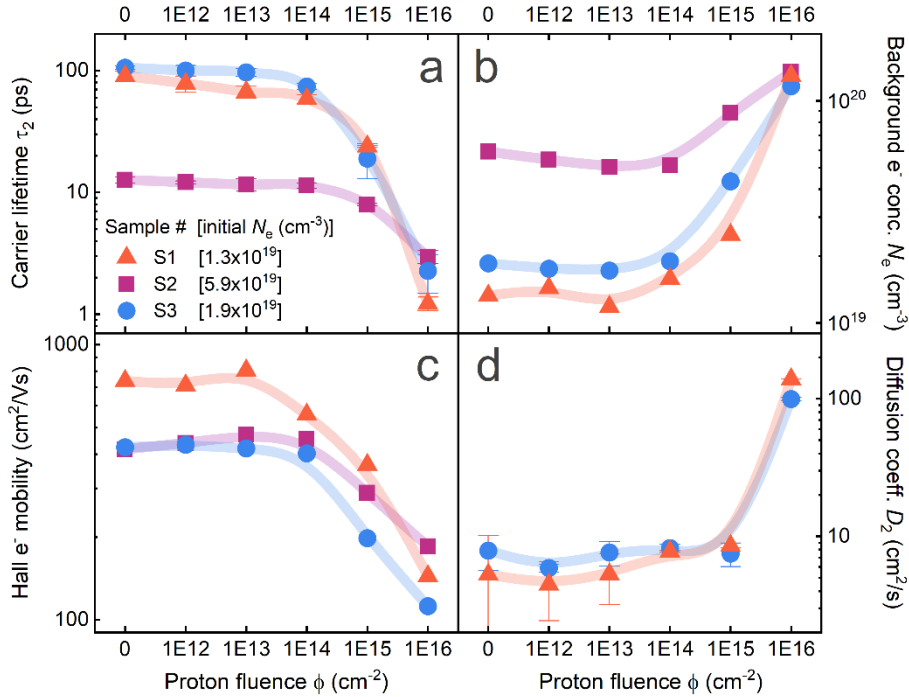 0 1E12 1E13 1E14 1E15 1E16 0 1E12 1E13 1E14 1E15 1E16
a
b
Carrier lifetime τ₂ (ps)
100
10
1
Sample # [initial Nₑ (cm⁻³)]
S1 [1.3x10¹⁹]
S2 [5.9x10¹⁹]
S3 [1.9x10¹⁹]
10²⁰
10¹⁹
Background e⁻ conc. Nₑ (cm⁻³)
c
d
Hall e⁻ mobility (cm²/Vs)
1000
100
100
10
Diffusion coeff. D₂ (cm²/s)
0 1E12 1E13 1E14 1E15 1E16 0 1E12 1E13 1E14 1E15 1E16
Proton fluence ϕ (cm⁻²) Proton fluence ϕ (cm⁻²)